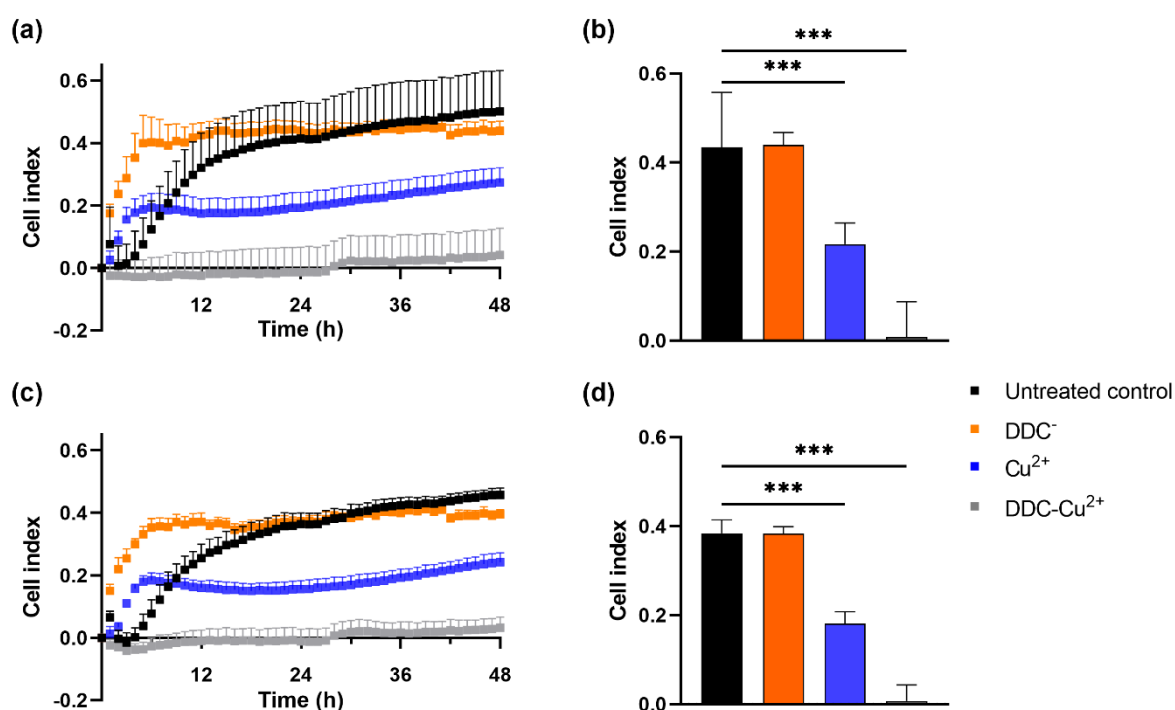 (a)
Cell index
0.6
0.4
0.2
0.0
-0.2
12
24
36
48
Time (h)
(b)
***
***
Cell index
0.6
0.4
0.2
0.0
(c)
Cell index
0.6
0.4
0.2
0.0
-0.2
12
24
36
48
Time (h)
(d)
***
***
Cell index
0.6
0.4
0.2
0.0
Untreated control
DDC⁻
Cu²⁺
DDC-Cu²⁺